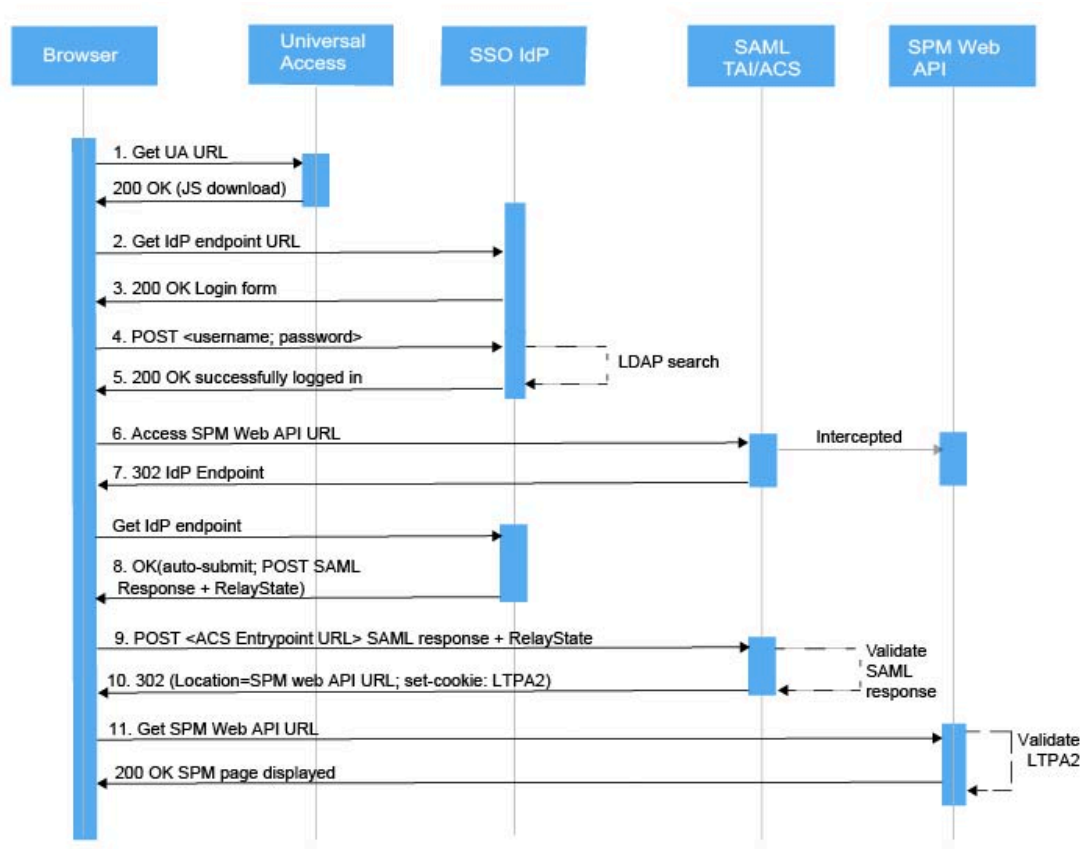 Browser
Universal
Access
SSO IdP
SAML
TAI/ACS
SPM Web
API
1. Get UA URL
200 OK (JS download)
2. Get IdP endpoint URL
3. 200 OK Login form
4. POST <username; password>
LDAP search
5. 200 OK successfully logged in
6. Access SPM Web API URL
Intercepted
7. 302 IdP Endpoint
Get IdP endpoint
8. OK(auto-submit; POST SAML
Response + RelayState)
9. POST <ACS Entrypoint URL> SAML response + RelayState
Validate
SAML
response
10. 302 (Location=SPM web API URL; set-cookie: LTPA2)
11. Get SPM Web API URL
Validate
LTPA2
200 OK SPM page displayed